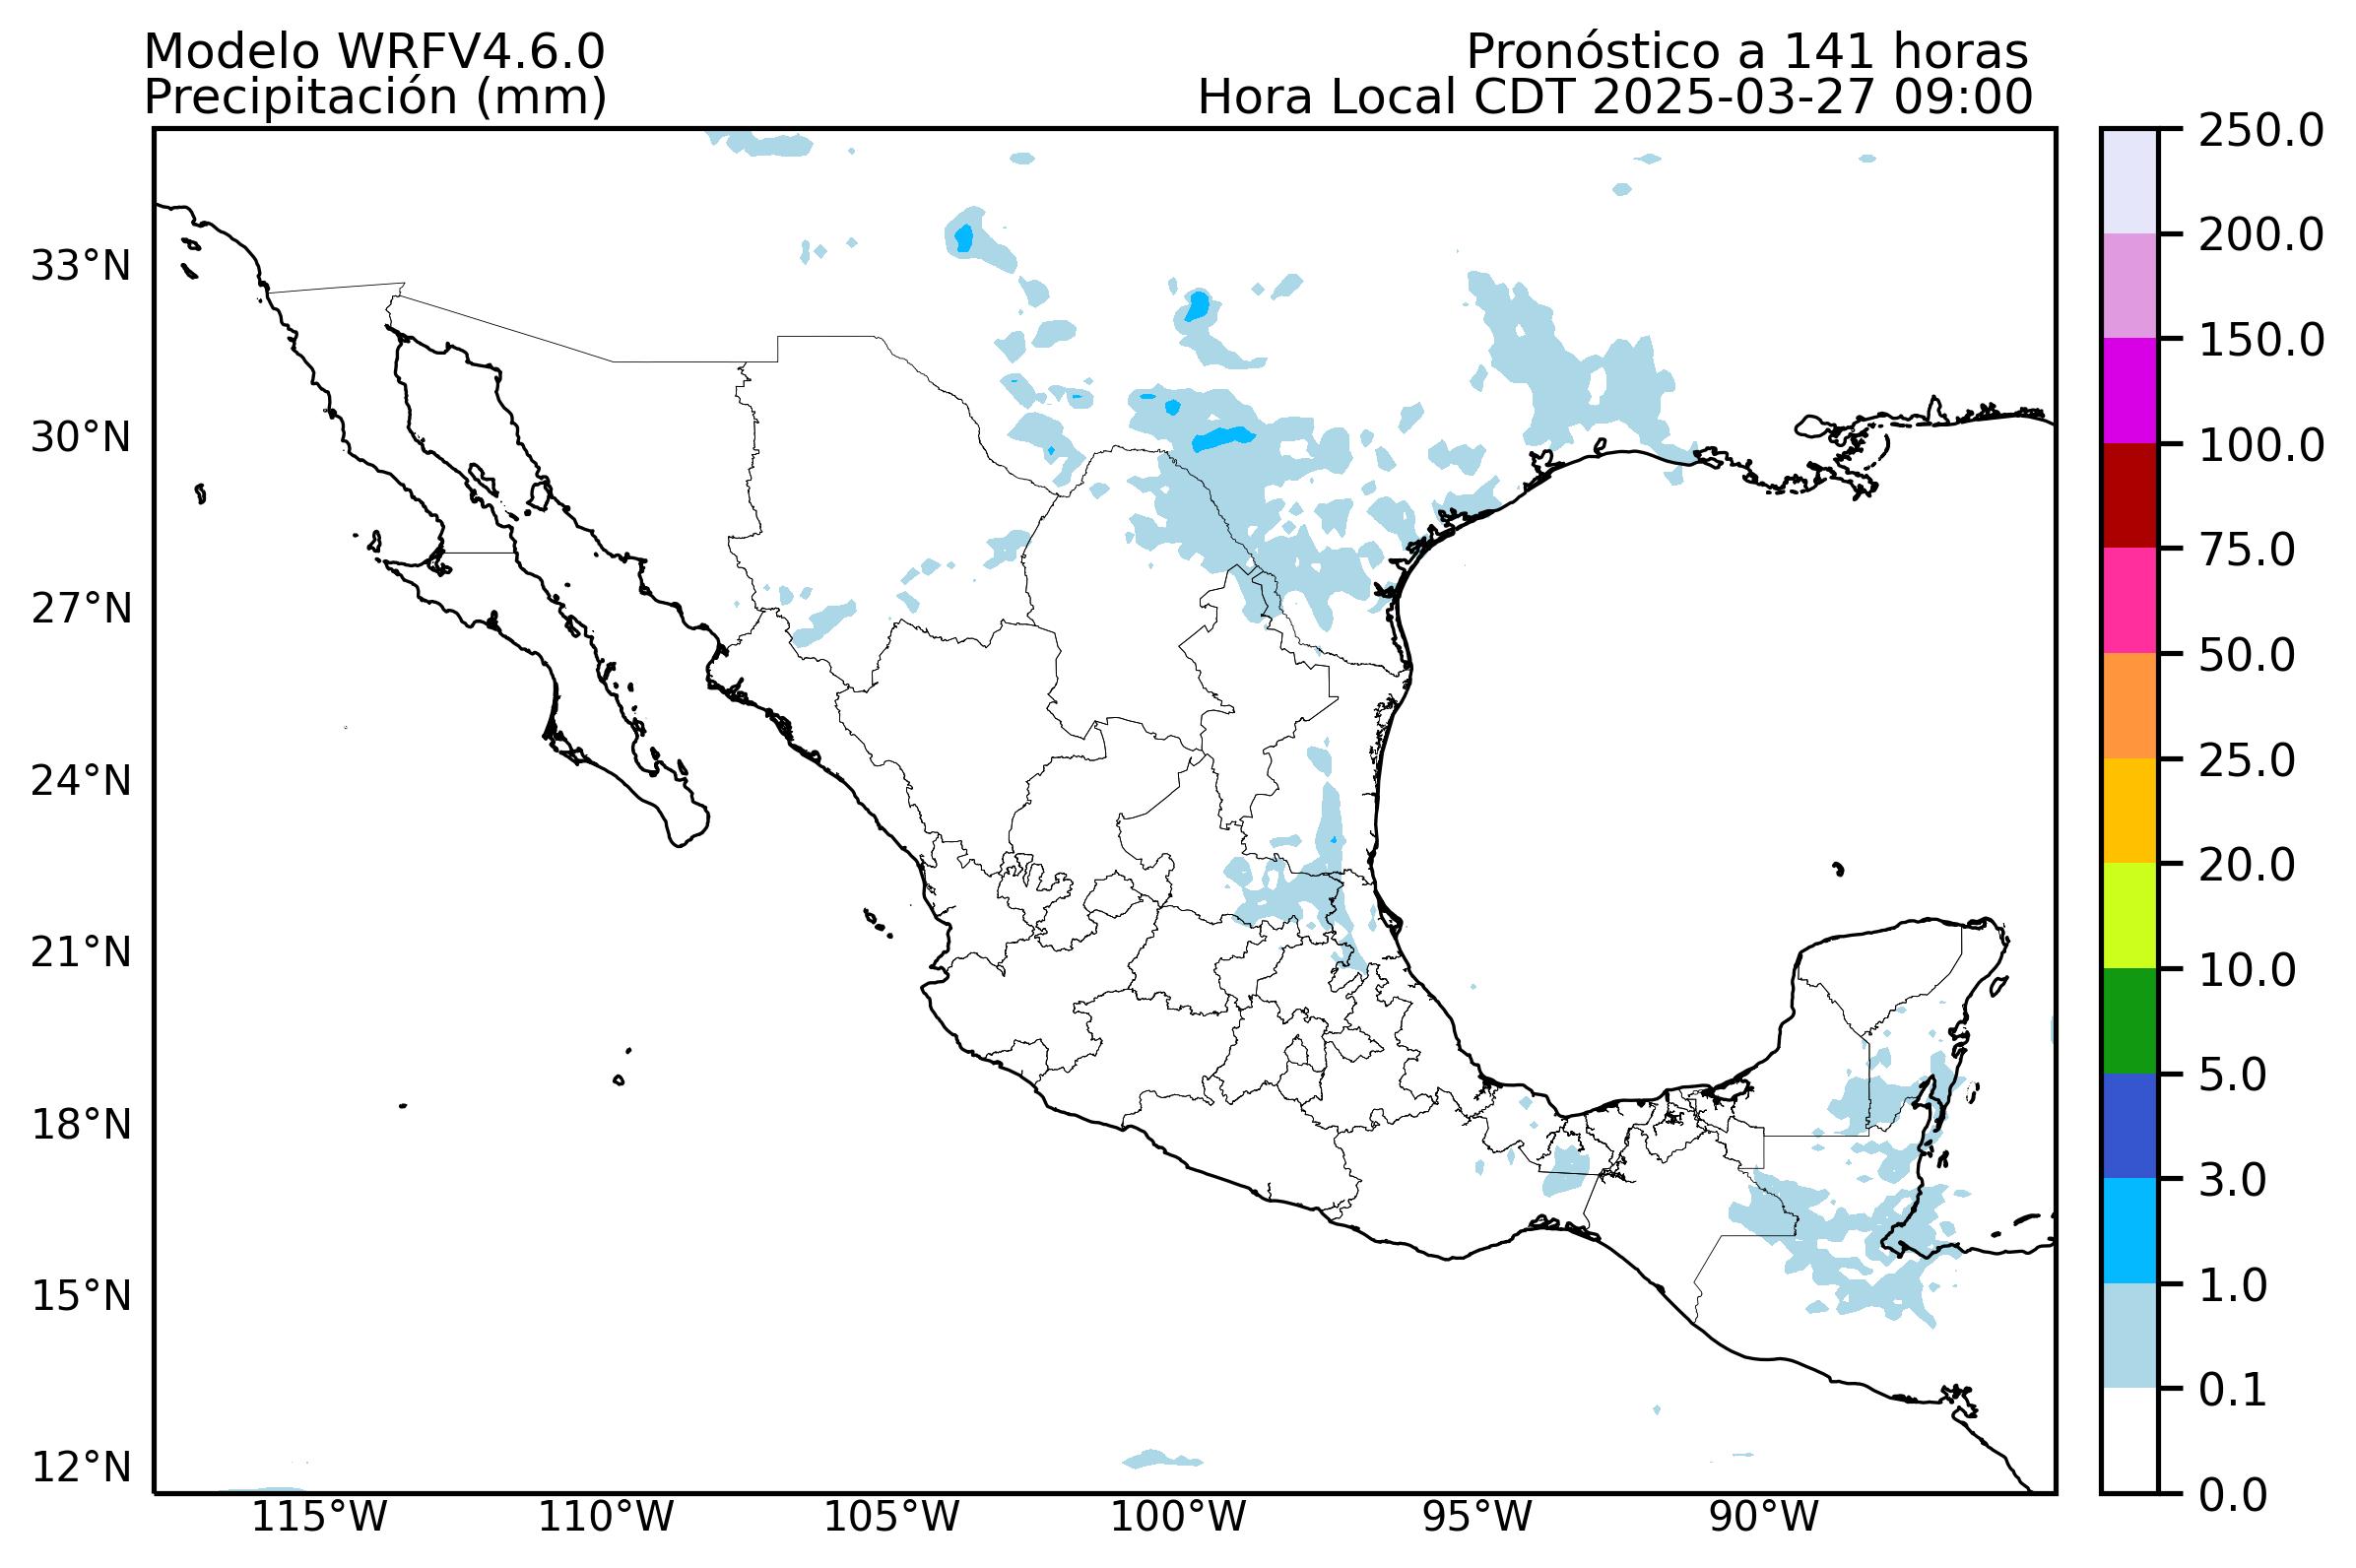 Modelo WRFV4.6.0
Precipitación (mm)
Pronóstico a 141 horas
Hora Local CDT 2025-03-27 09:00
33°N
30°N
27°N
24°N
21°N
18°N
15°N
12°N
115°W
110°W
105°W
100°W
95°W
90°W
250.0
200.0
150.0
100.0
75.0
50.0
25.0
20.0
10.0
5.0
3.0
1.0
0.1
0.0